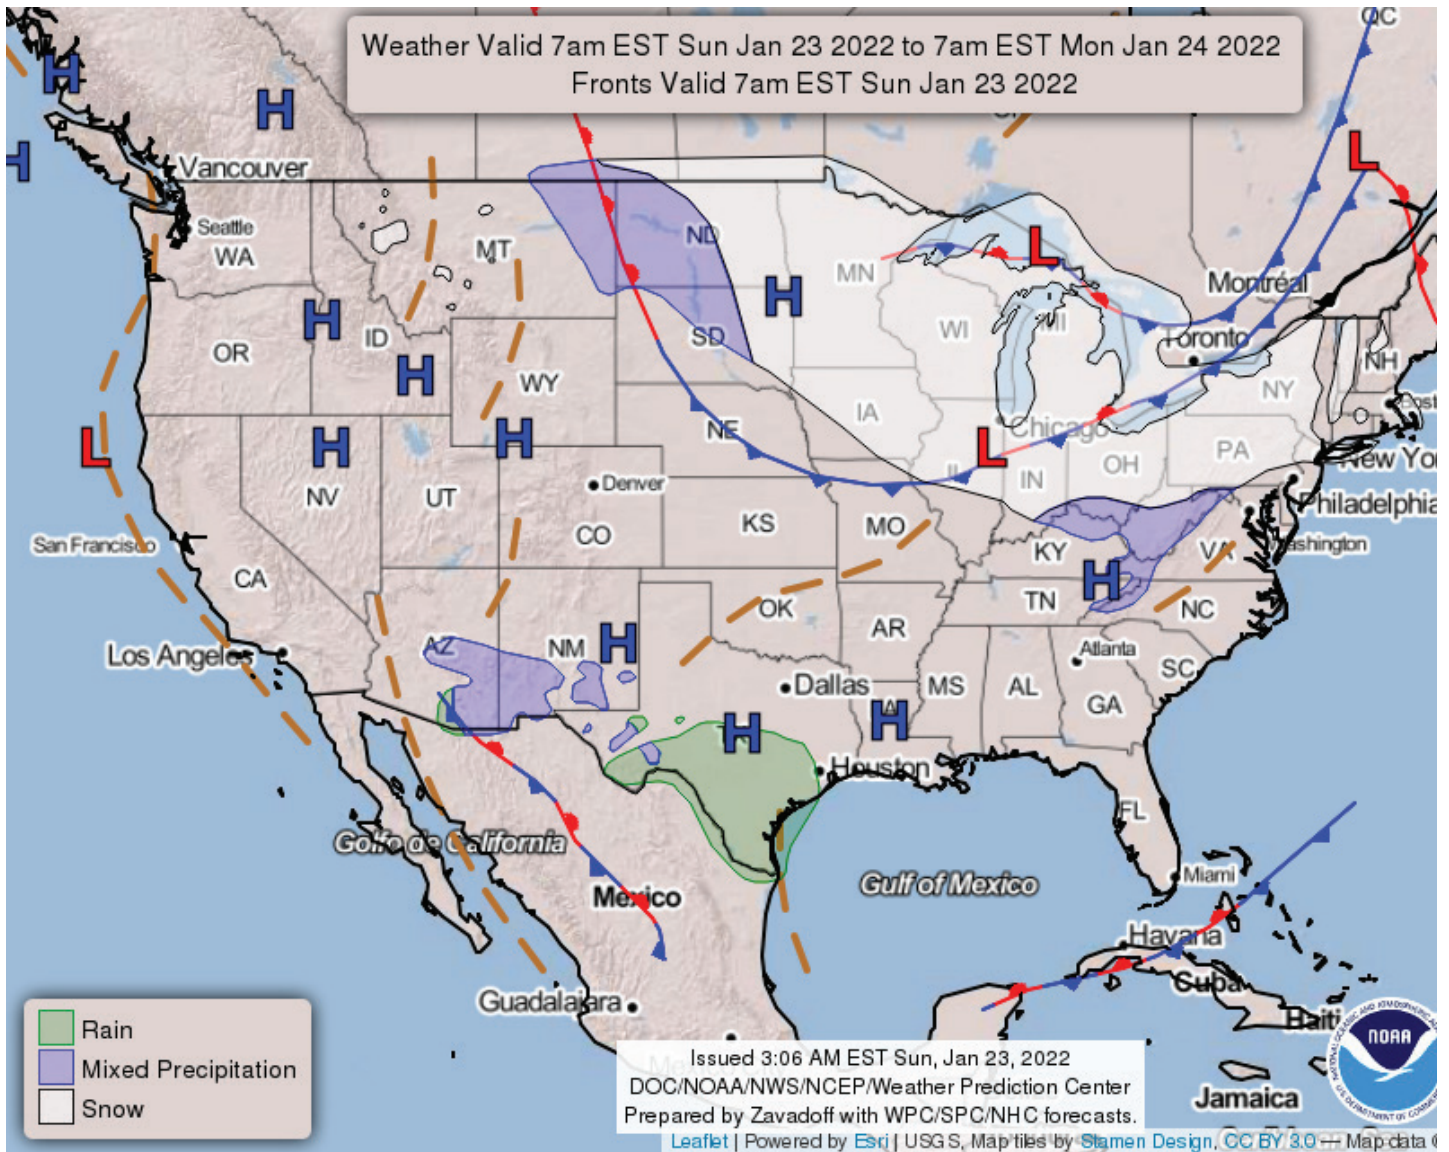 Weather Valid 7am EST Sun Jan 23 2022 to 7am EST Mon Jan 24 2022
Fronts Valid 7am EST Sun Jan 23 2022
QC
H
H
H
L
Vancouver
Seattle
WA
MT
ND
MN
L
Montréal
H
H
ID
OR
SD
WI
MI
Toronto
NH
H
WY
IA
NY
L
H
H
NE
L
Chicago
IL
IN
OH
PA
New Yo
NV
UT
Denver
Philadelphia
KS
MO
San Francisco
CO
KY
VA
Washington
CA
H
OK
TN
NC
AR
Los Angeles
AZ
NM
H
Atlanta
SC
Dallas
MS
AL
GA
H
H
Houston
FL
Golfo de California
Mexico
Gulf of Mexico
Miami
Havana
Cuba
Guadalajara
Haiti
Rain
Mixed Precipitation
Snow
NOAA
Issued 3:06 AM EST Sun, Jan 23, 2022
DOC/NOAA/NWS/NCEP/Weather Prediction Center
Prepared by Zavadoff with WPC/SPC/NHC forecasts.
Jamaica
Leaflet | Powered by Esri | USGS, Map tiles by Stamen Design, CC BY 3.0 — Map data ©